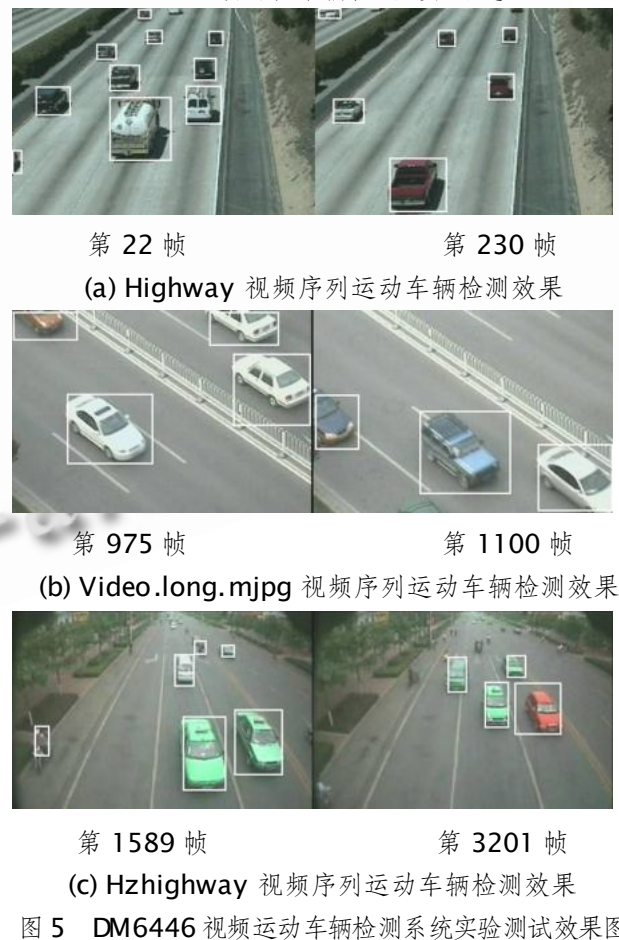 第 22 帧 第 230 帧
(a) Highway 视频序列运动车辆检测效果
第 975 帧 第 1100 帧
(b) Video.long.mjpg 视频序列运动车辆检测效果
第 1589 帧 第 3201 帧
(c) Hzhighway 视频序列运动车辆检测效果
图 5 DM6446 视频运动车辆检测系统实验测试效果图